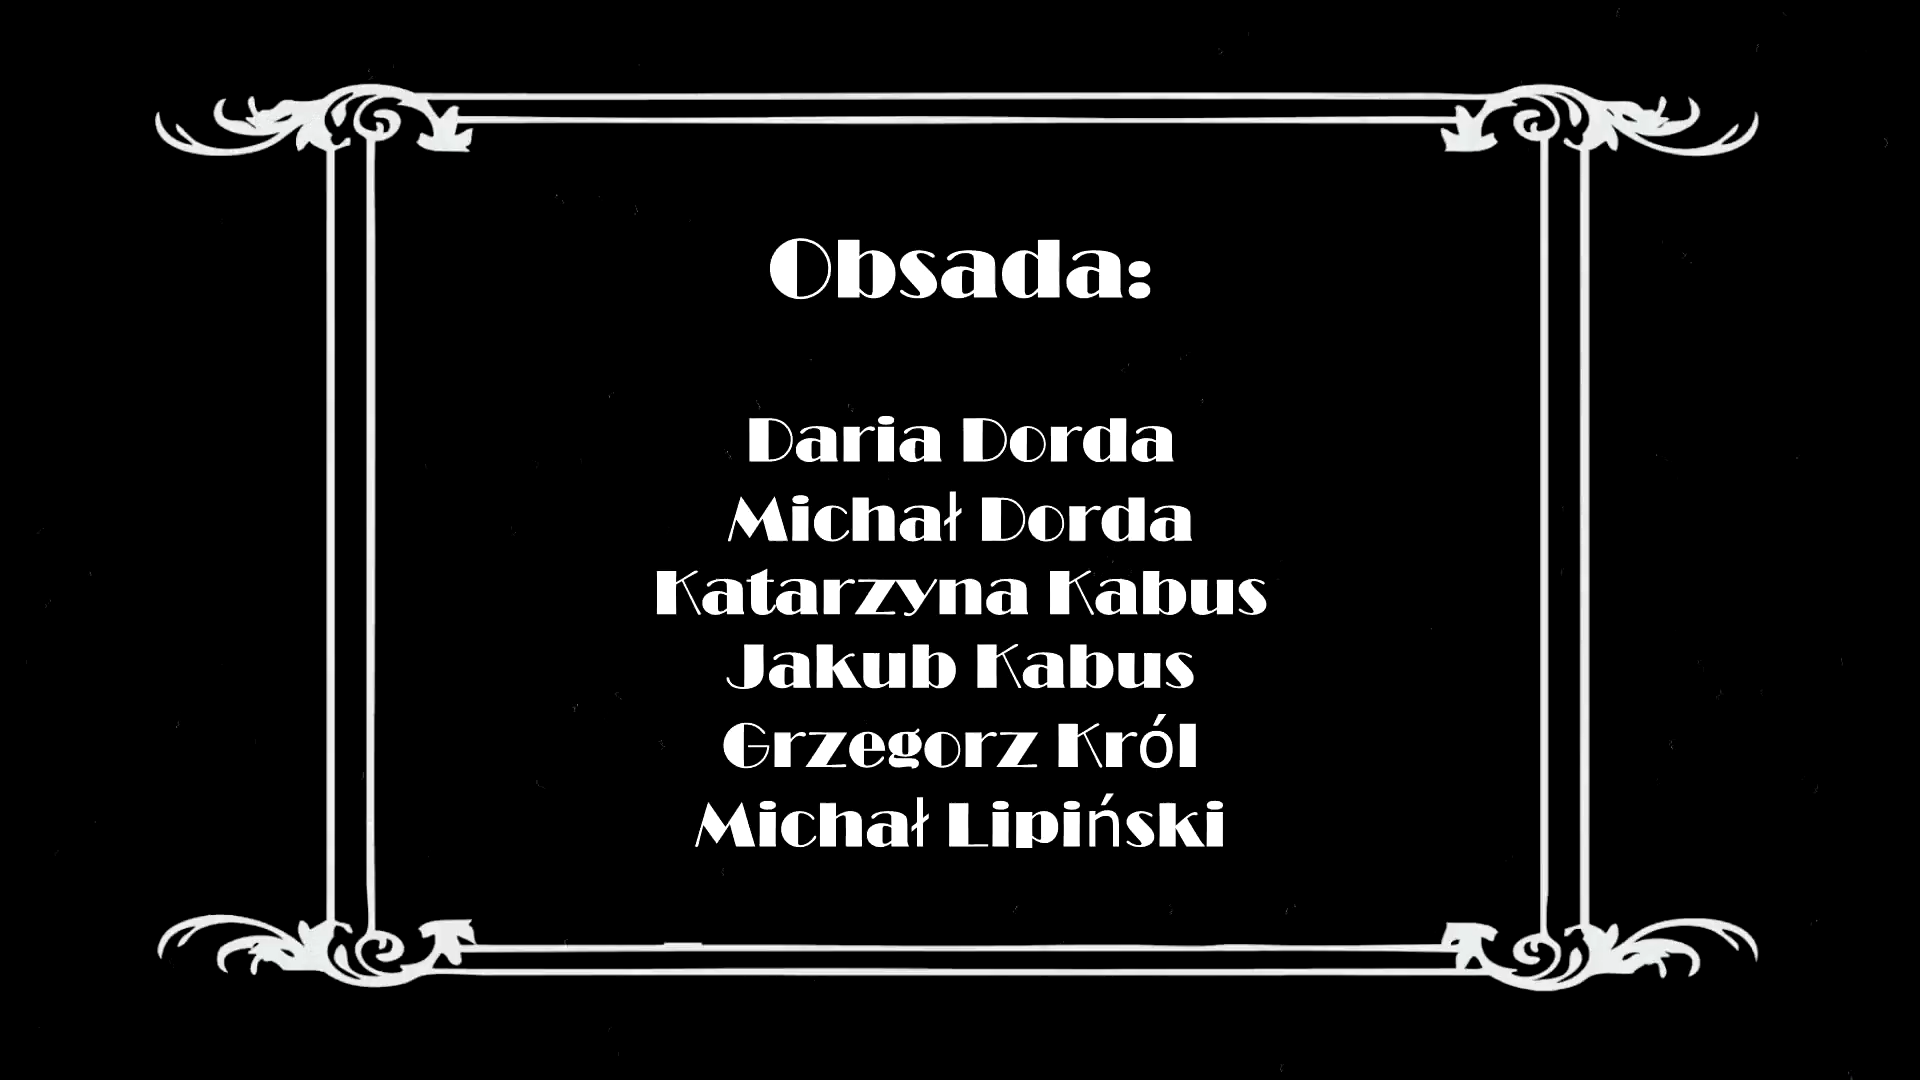 Obsada:
Daria Dorda
Michał Dorda
Katarzyna Kabus
Jakub Kabus
Grzegorz Król
Michał Lipiński